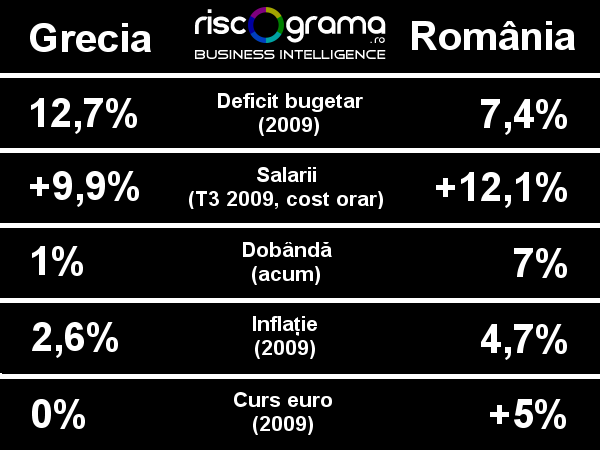 Grecia
riscOgrama
.ro
BUSINESS INTELLIGENCE
România
12,7%
Deficit bugetar
(2009)
7,4%
+9,9%
Salarii
(T3 2009, cost orar)
+12,1%
1%
Dobândă
(acum)
7%
2,6%
Inflație
(2009)
4,7%
0%
Curs euro
(2009)
+5%